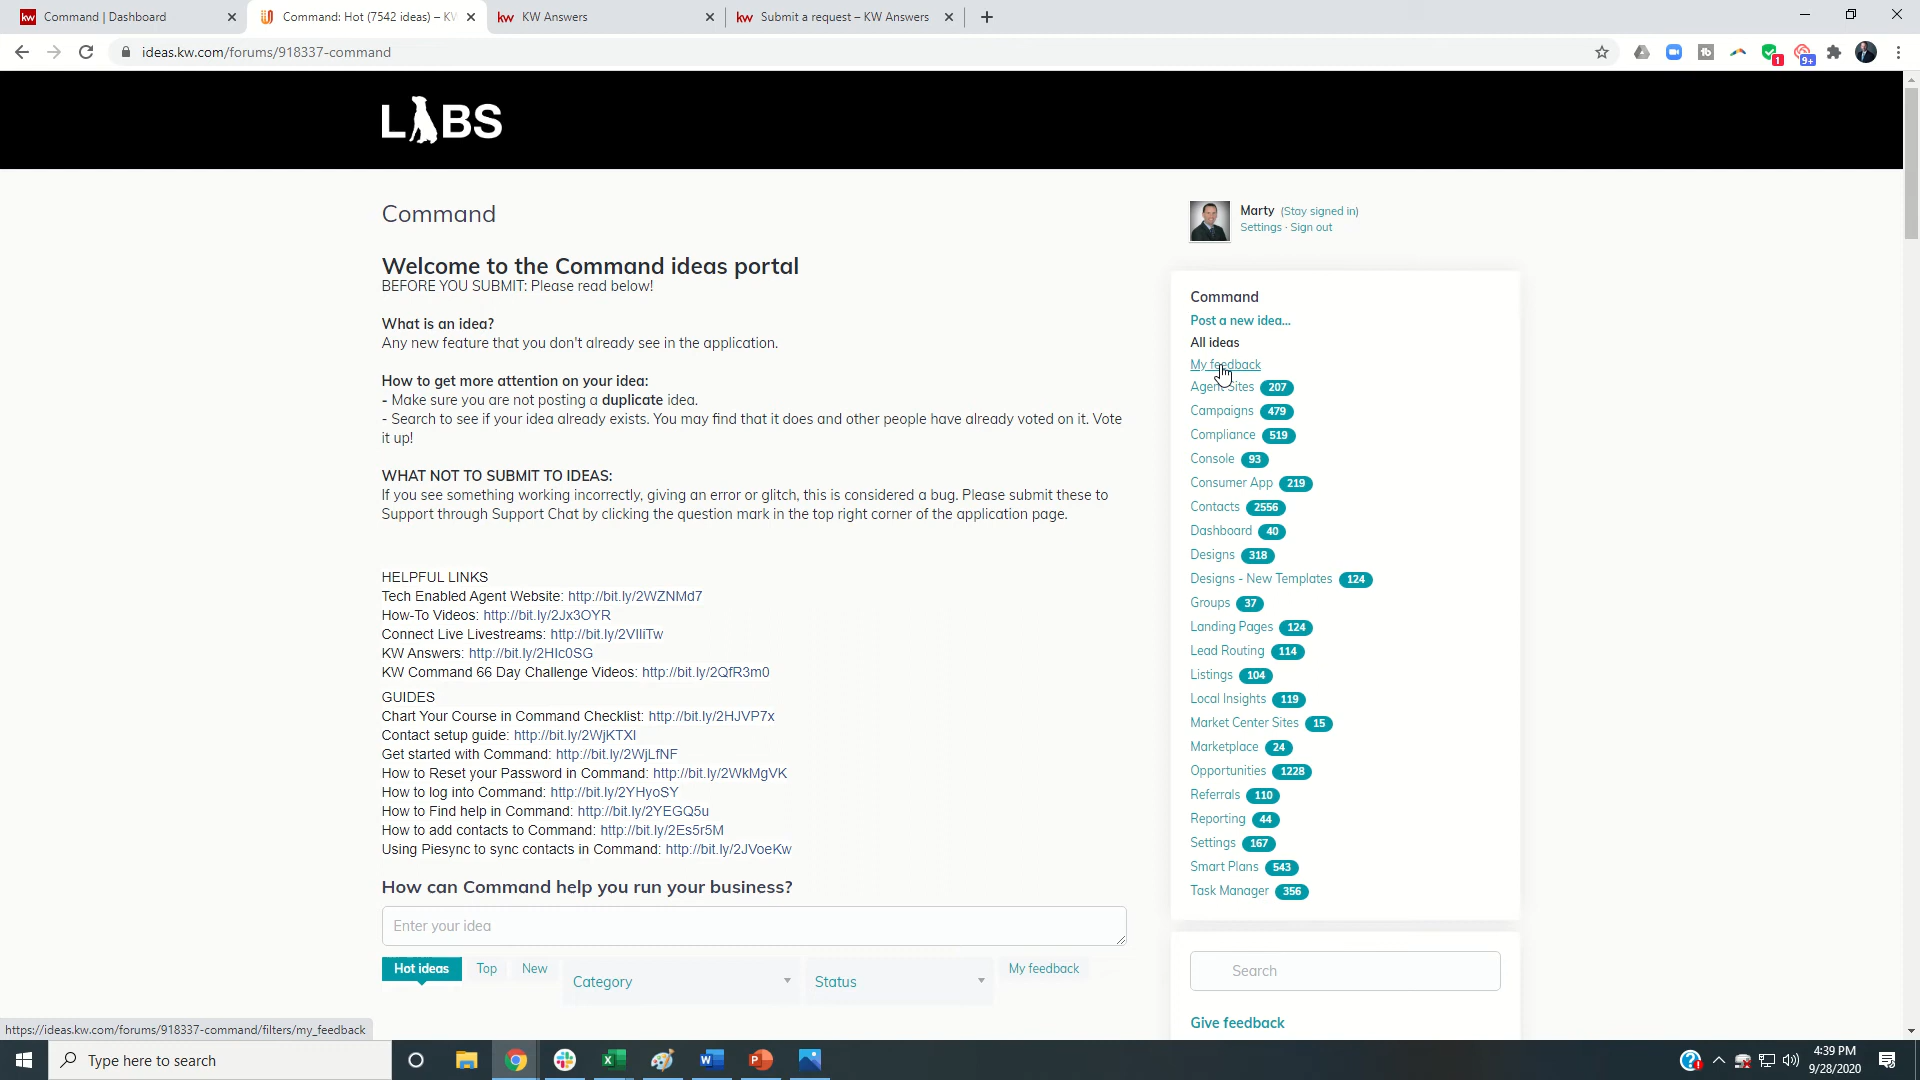 Command | Dashboard
Command: Hot (7542 ideas) – KW
KW Answers
Submit a request – KW Answers
ideas.kw.com/forums/918337-command
1
9+
LABS
Command
Welcome to the Command ideas portal
BEFORE YOU SUBMIT: Please read below!
What is an idea?
Any new feature that you don't already see in the application.
How to get more attention on your idea:
- Make sure you are not posting a duplicate idea.
- Search to see if your idea already exists. You may find that it does and other people have already voted on it. Vote
it up!
WHAT NOT TO SUBMIT TO IDEAS:
If you see something working incorrectly, giving an error or glitch, this is considered a bug. Please submit these to
Support through Support Chat by clicking the question mark in the top right corner of the application page.
HELPFUL LINKS
Tech Enabled Agent Website: http://bit.ly/2WZNMd7
How-To Videos: http://bit.ly/2Jx3OYR
Connect Live Livestreams: http://bit.ly/2VIIiTw
KW Answers: http://bit.ly/2HIc0SG
KW Command 66 Day Challenge Videos: http://bit.ly/2QfR3m0
GUIDES
Chart Your Course in Command Checklist: http://bit.ly/2HJVP7x
Contact setup guide: http://bit.ly/2WjKTXI
Get started with Command: http://bit.ly/2WjLfNF
How to Reset your Password in Command: http://bit.ly/2WkMgVK
How to log into Command: http://bit.ly/2YHyoSY
How to Find help in Command: http://bit.ly/2YEGQ5u
How to add contacts to Command: http://bit.ly/2Es5r5M
Using Piesync to sync contacts in Command: http://bit.ly/2JVoeKw
How can Command help you run your business?
Enter your idea
Hot ideas
Top
New
Category
Status
My feedback
Marty (Stay signed in)
Settings · Sign out
Command
Post a new idea...
All ideas
My feedback
Agent Sites 207
Campaigns 479
Compliance 519
Console 93
Consumer App 219
Contacts 2556
Dashboard 40
Designs 318
Designs - New Templates 124
Groups 37
Landing Pages 124
Lead Routing 114
Listings 104
Local Insights 119
Market Center Sites 15
Marketplace 24
Opportunities 1228
Referrals 110
Reporting 44
Settings 167
Smart Plans 543
Task Manager 356
Search
Give feedback
https://ideas.kw.com/forums/918337-command/filters/my_feedback
Type here to search
4:39 PM
9/28/2020